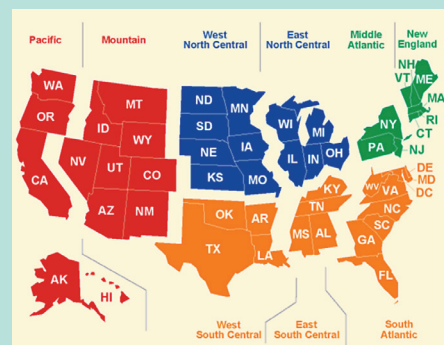 Pacific
Mountain
West
North Central
East
North Central
Middle
Atlantic
New
England
WA
OR
CA
NV
ID
MT
WY
UT
CO
AZ
NM
AK
HI
ND
SD
NE
KS
MN
IA
MO
WI
MI
IL
IN
OH
NY
PA
NJ
NH
VT
ME
MA
RI
CT
OK
TX
AR
LA
KY
TN
MS
AL
DE
MD
DC
WV
VA
NC
SC
GA
FL
West
South Central
East
South Central
South
Atlantic